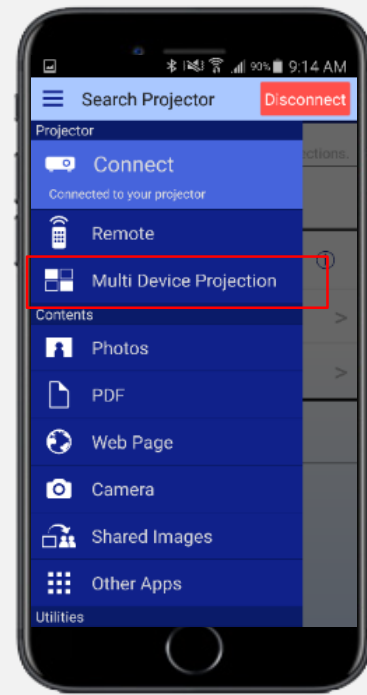 90% 9:14 AM
Search Projector Disconnect
Projector
ections.
Connect
Connected to your projector
Remote
Multi Device Projection
Contents
Photos
PDF
Web Page
Camera
Shared Images
Other Apps
Utilities